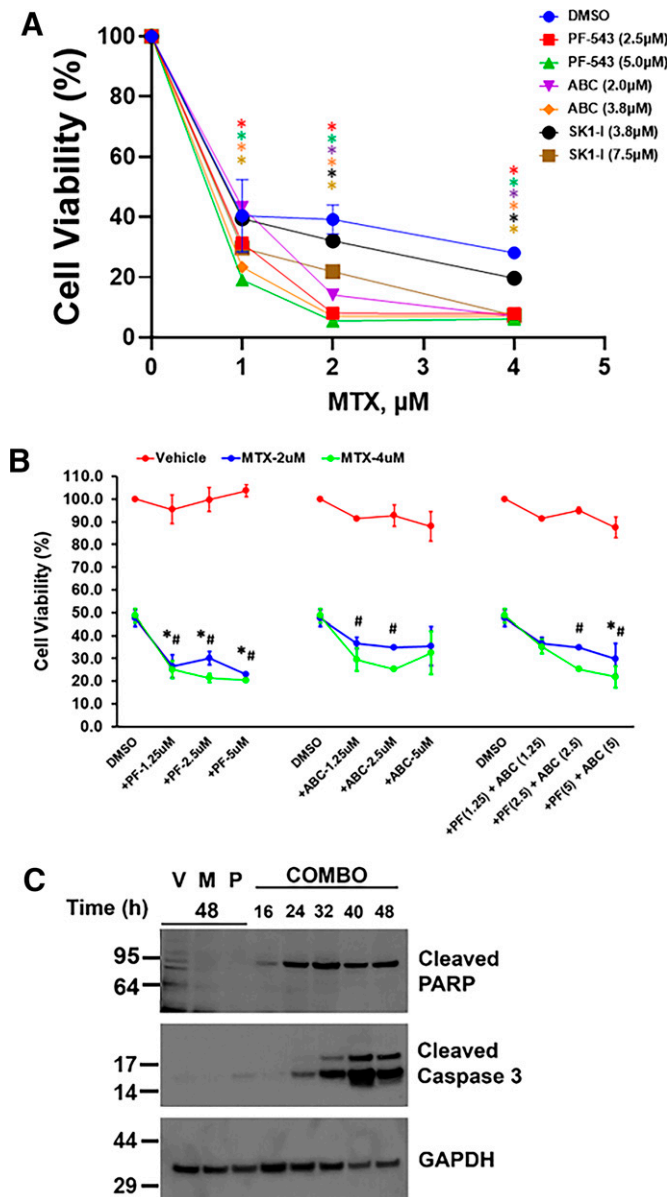 A
Cell Viability (%)
100
80
60
40
20
0
* * *
* * *
* * *
* * *
* *
* *
0 1 2 3 4 5
MTX, µM
DMSO
PF-543 (2.5µM)
PF-543 (5.0µM)
ABC (2.0µM)
ABC (3.8µM)
SK1-I (3.8µM)
SK1-I (7.5µM)
B
Vehicle MTX-2uM MTX-4uM
Cell Viability (%)
110.0
100.0
90.0
80.0
70.0
60.0
50.0
40.0
30.0
20.0
10.0
0.0
*# *# *# # # # *#
DMSO
+PF-1.25uM
+PF-2.5uM
+PF-5uM
DMSO
+ABC-1.25uM
+ABC-2.5uM
+ABC-5uM
DMSO
+PF(1.25) + ABC (1.25)
+PF(2.5) + ABC (2.5)
+PF(5) + ABC (5)
C
V M P COMBO
Time (h) 48 16 24 32 40 48
95
64
Cleaved
PARP
17
14
Cleaved
Caspase 3
44
29
GAPDH